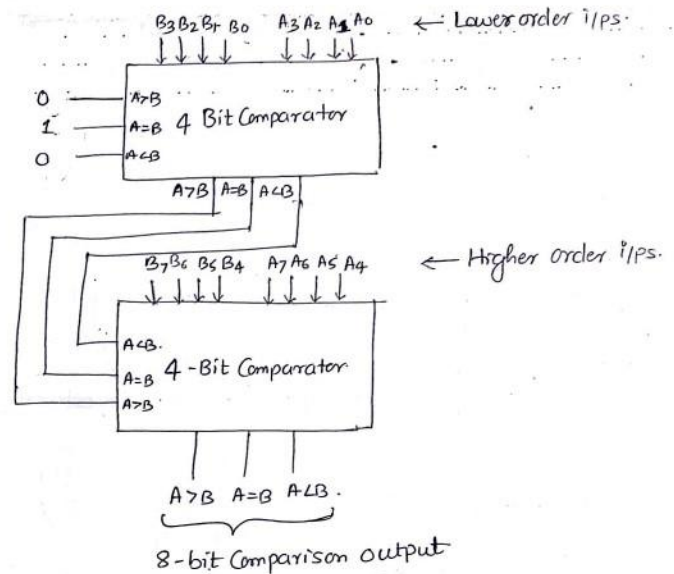 B3 B2 B1 B0 A3 A2 A1 A0 ← Lower order i/ps.
0 A>B
1 A=B 4 Bit Comparator
0 A<B
A>B A=B A<B
B7 B6 B5 B4 A7 A6 A5 A4 ← Higher order i/ps.
A<B.
A=B 4-Bit Comparator
A>B
A>B A=B A<B.
8-bit Comparison output